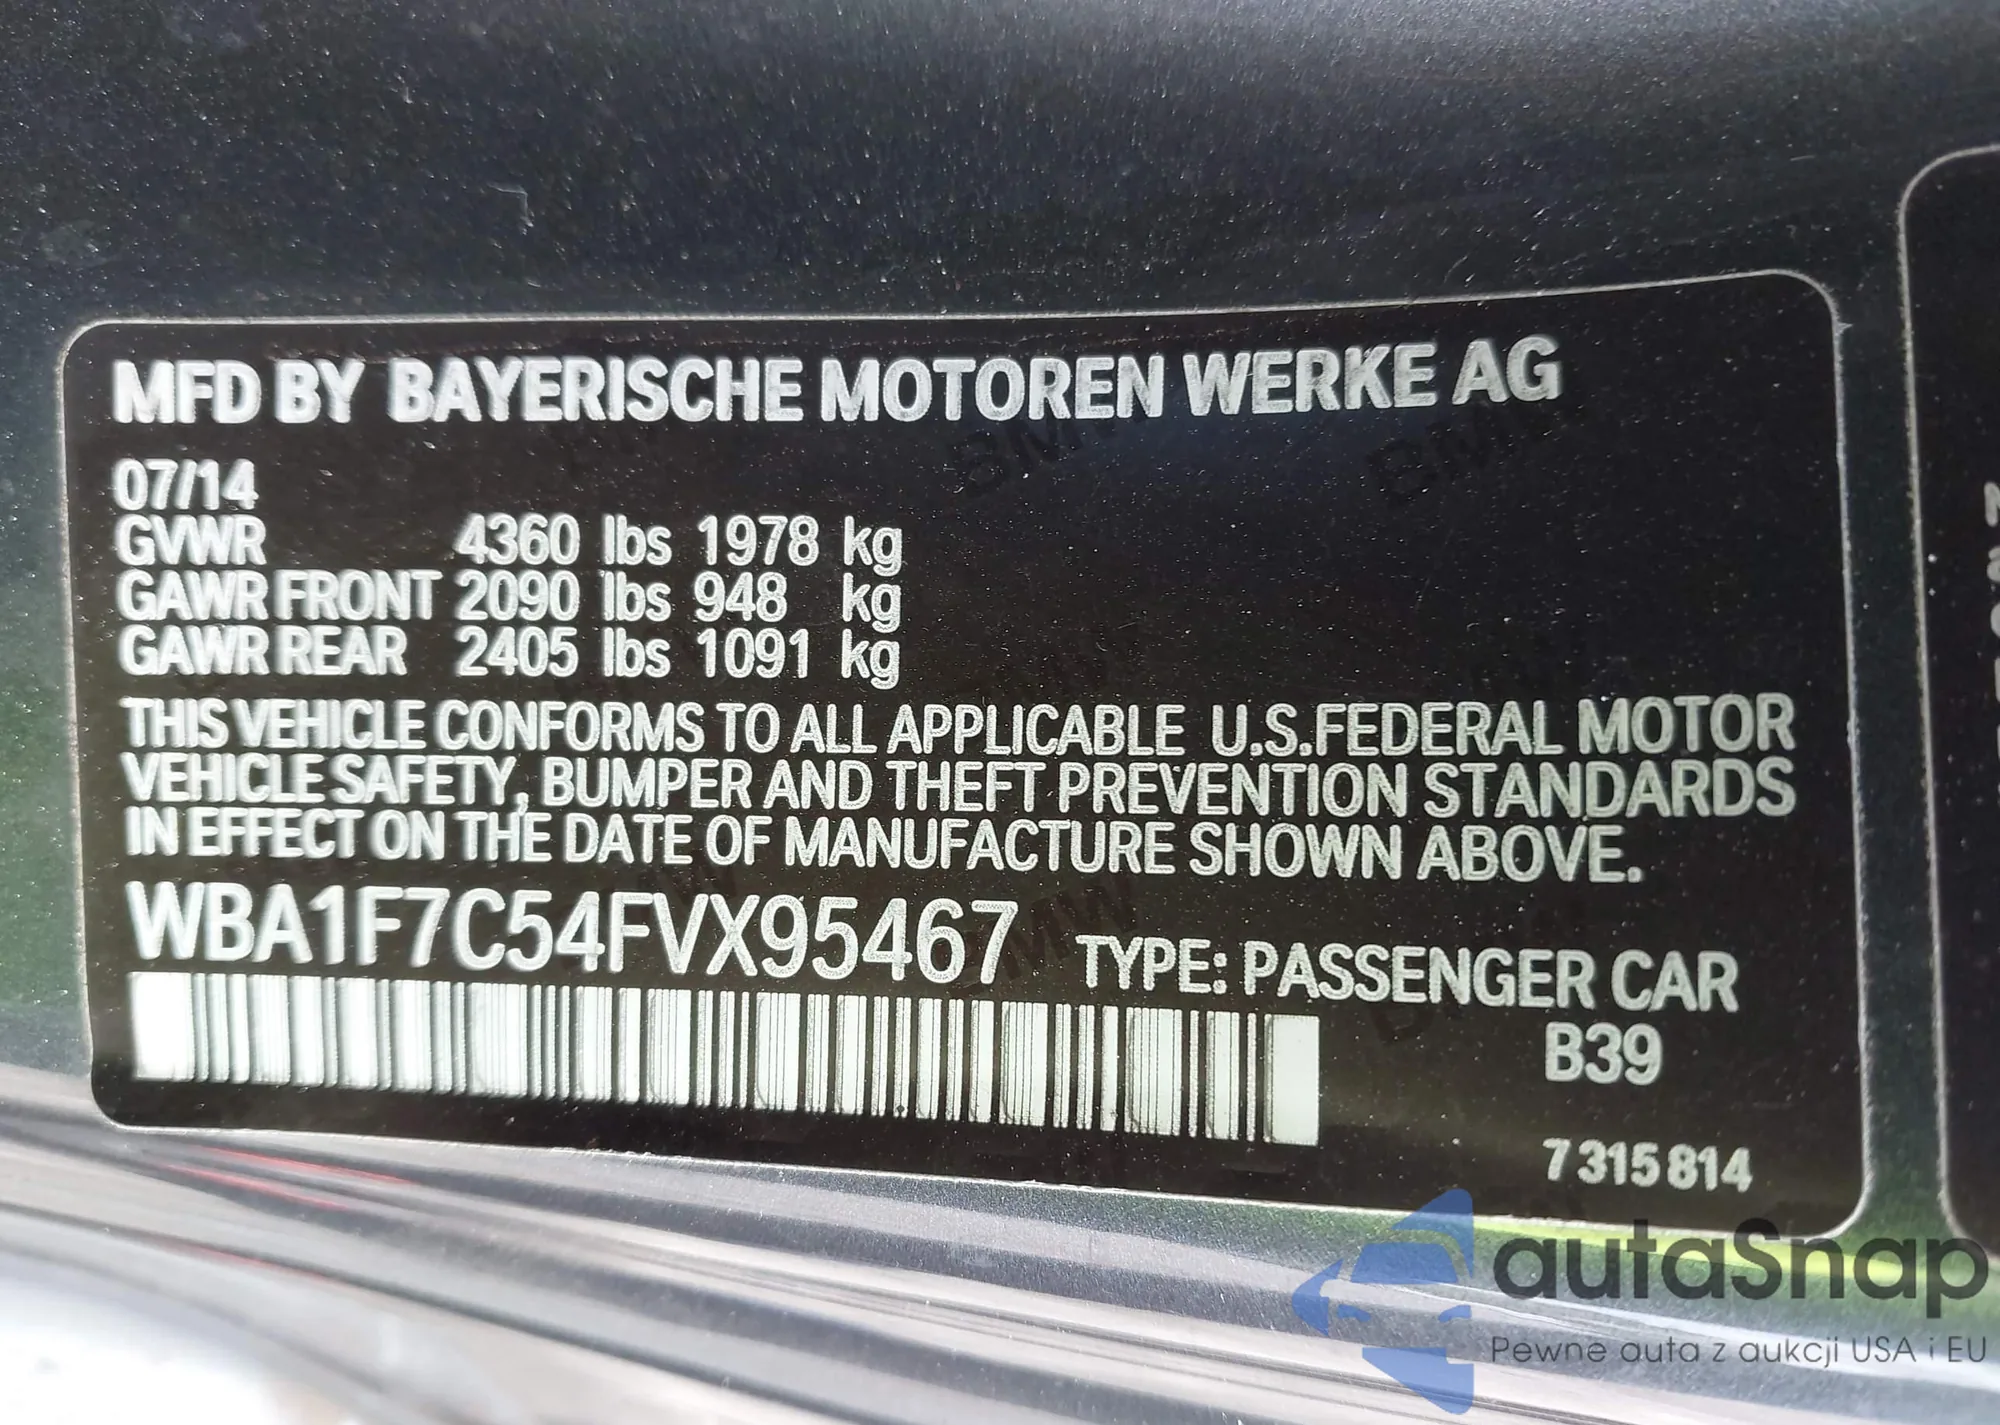 MFD BY BAYERISCHE MOTOREN WERKE AG
07/14
GVWR 4360 lbs 1978 kg
GAWR FRONT 2090 lbs 948 kg
GAWR REAR 2405 lbs 1091 kg
THIS VEHICLE CONFORMS TO ALL APPLICABLE U.S.FEDERAL MOTOR
VEHICLE SAFETY, BUMPER AND THEFT PREVENTION STANDARDS
IN EFFECT ON THE DATE OF MANUFACTURE SHOWN ABOVE.
WBA1F7C54FVX95467 TYPE: PASSENGER CAR
B39
7315814
autaSnap
Pewne auta z aukcji USA i EU